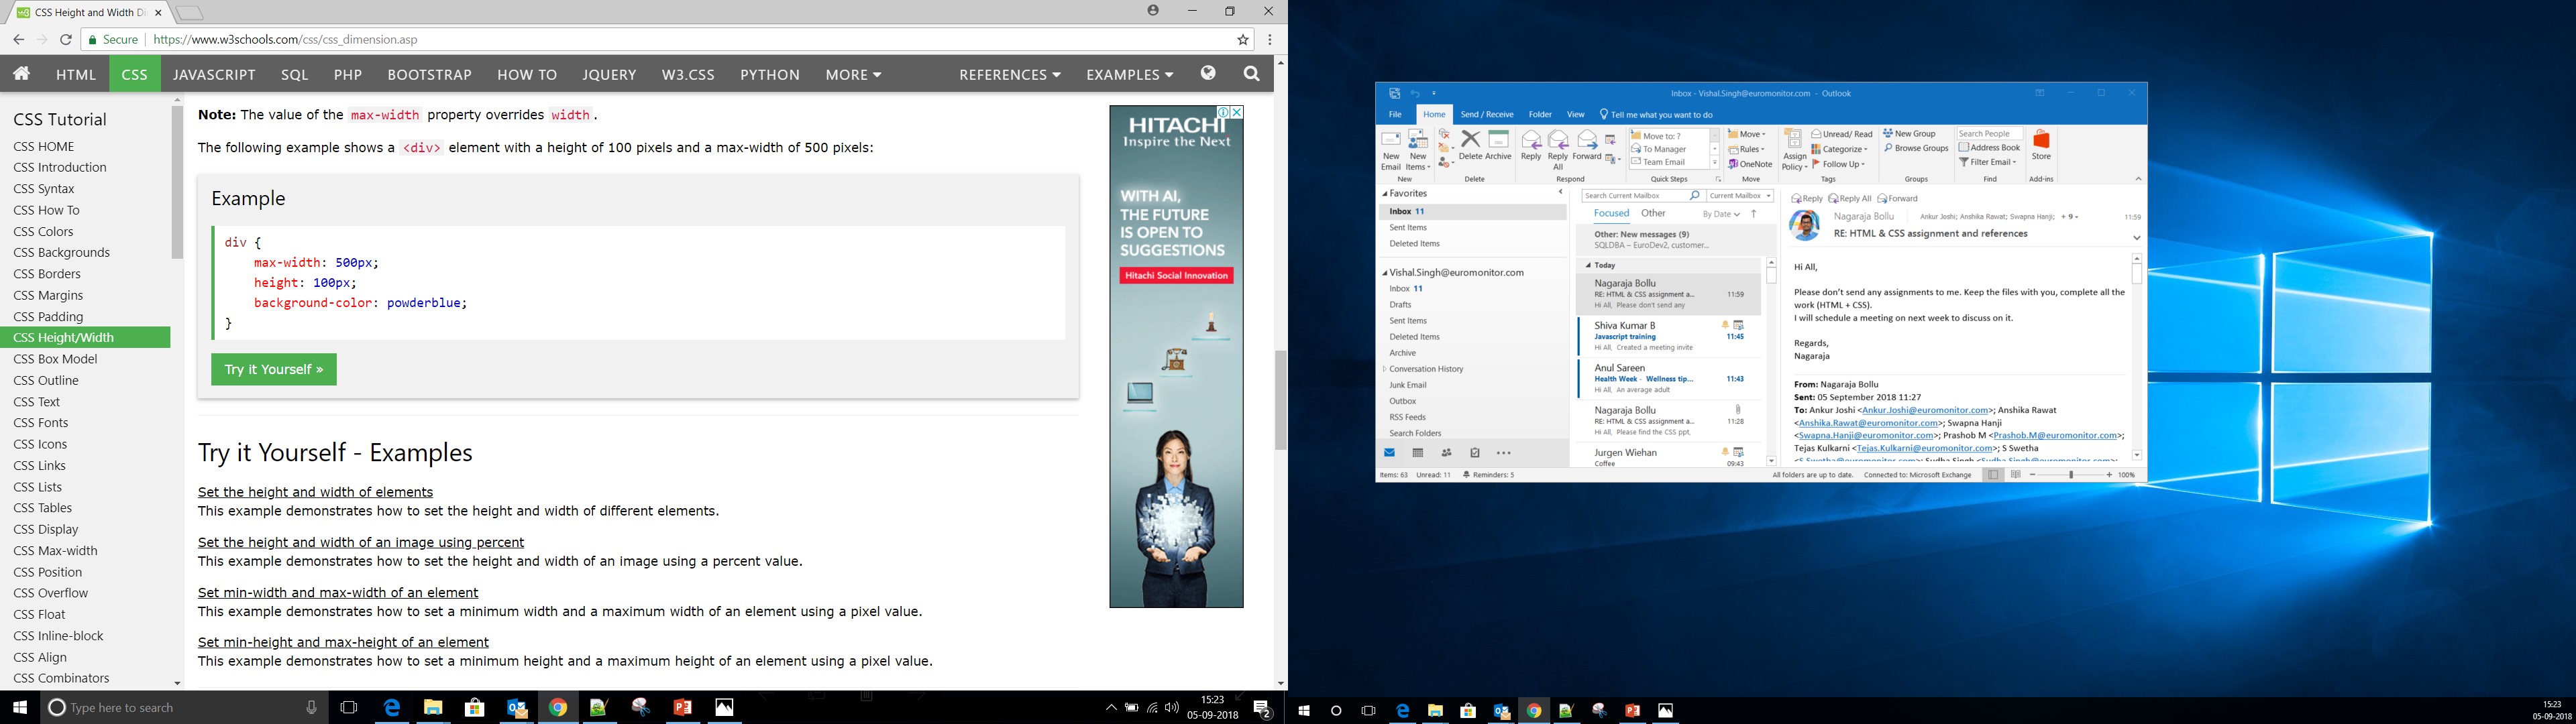 CSS Height and Width Di
Secure
https://www.w3schools.com/css/css_dimension.asp
HTML CSS JAVASCRIPT SQL PHP BOOTSTRAP HOW TO JQUERY W3.CSS PYTHON MORE REFERENCES EXAMPLES
CSS Tutorial
CSS HOME
CSS Introduction
CSS Syntax
CSS How To
CSS Colors
CSS Backgrounds
CSS Borders
CSS Margins
CSS Padding
CSS Height/Width
CSS Box Model
CSS Outline
CSS Text
CSS Fonts
CSS Icons
CSS Links
CSS Lists
CSS Tables
CSS Display
CSS Max-width
CSS Position
CSS Overflow
CSS Float
CSS Inline-block
CSS Align
CSS Combinators
Note: The value of the max-width property overrides width.
The following example shows a <div> element with a height of 100 pixels and a max-width of 500 pixels:
Example
div {
max-width: 500px;
height: 100px;
background-color: powderblue;
}
Try it Yourself »
Try it Yourself - Examples
Set the height and width of elements
This example demonstrates how to set the height and width of different elements.
Set the height and width of an image using percent
This example demonstrates how to set the height and width of an image using a percent value.
Set min-width and max-width of an element
This example demonstrates how to set a minimum width and a maximum width of an element using a pixel value.
Set min-height and max-height of an element
This example demonstrates how to set a minimum height and a maximum height of an element using a pixel value.
HITACHI
Inspire the Next
WITH AI,
THE FUTURE
IS OPEN TO
SUGGESTIONS
Hitachi Social Innovation
Type here to search
15:23
05-09-2018
2
Inbox - Vishal.Singh@euromonitor.com - Outlook
File Home Send / Receive Folder View Tell me what you want to do
New Email
New Items
New
Delete Archive
Delete
Reply Reply All Forward
Respond
Move to: ?
To Manager
Team Email
Quick Steps
Move
Rules
OneNote
Move
Assign Policy
Unread/ Read
Categorize
Follow Up
Tags
New Group
Browse Groups
Groups
Search People
Address Book
Filter Email
Find
Store
Add-ins
Favorites
Inbox 11
Sent Items
Deleted Items
Vishal.Singh@euromonitor.com
Inbox 11
Drafts
Sent Items
Deleted Items
Archive
Conversation History
Junk Email
Outbox
RSS Feeds
Search Folders
Search Current Mailbox Current Mailbox
Focused Other By Date
Other: New messages (9)
SQLDBA – EuroDev2, customer...
Today
Nagaraja Bollu
RE: HTML & CSS assignment a... 11:59
Hi All, Please don't send any
Shiva Kumar B
Javascript training 11:45
Hi All, Created a meeting invite
Anul Sareen
Health Week - Wellness tip... 11:43
Hi All, An average adult
Nagaraja Bollu
RE: HTML & CSS assignment a... 11:28
Hi All, Please find the CSS ppt,
Jurgen Wiehan
Coffee 09:43
Reply Reply All Forward
Nagaraja Bollu Ankur Joshi; Anshika Rawat; Swapna Hanji; + 9 11:59
RE: HTML & CSS assignment and references
Hi All,
Please don't send any assignments to me. Keep the files with you, complete all the
work (HTML + CSS).
I will schedule a meeting on next week to discuss on it.
Regards,
Nagaraja
From: Nagaraja Bollu
Sent: 05 September 2018 11:27
To: Ankur Joshi <Ankur.Joshi@euromonitor.com>; Anshika Rawat
<Anshika.Rawat@euromonitor.com>; Swapna Hanji
<Swapna.Hanji@euromonitor.com>; Prashob M <Prashob.M@euromonitor.com>;
Tejas Kulkarni <Tejas.Kulkarni@euromonitor.com>; S Swetha
<S.Swetha@euromonitor.com>; Sudha Singh <Sudha.Singh@euromonitor.com>;
Items: 63 Unread: 11 Reminders: 5 All folders are up to date. Connected to: Microsoft Exchange 100%
15:23
05-09-2018